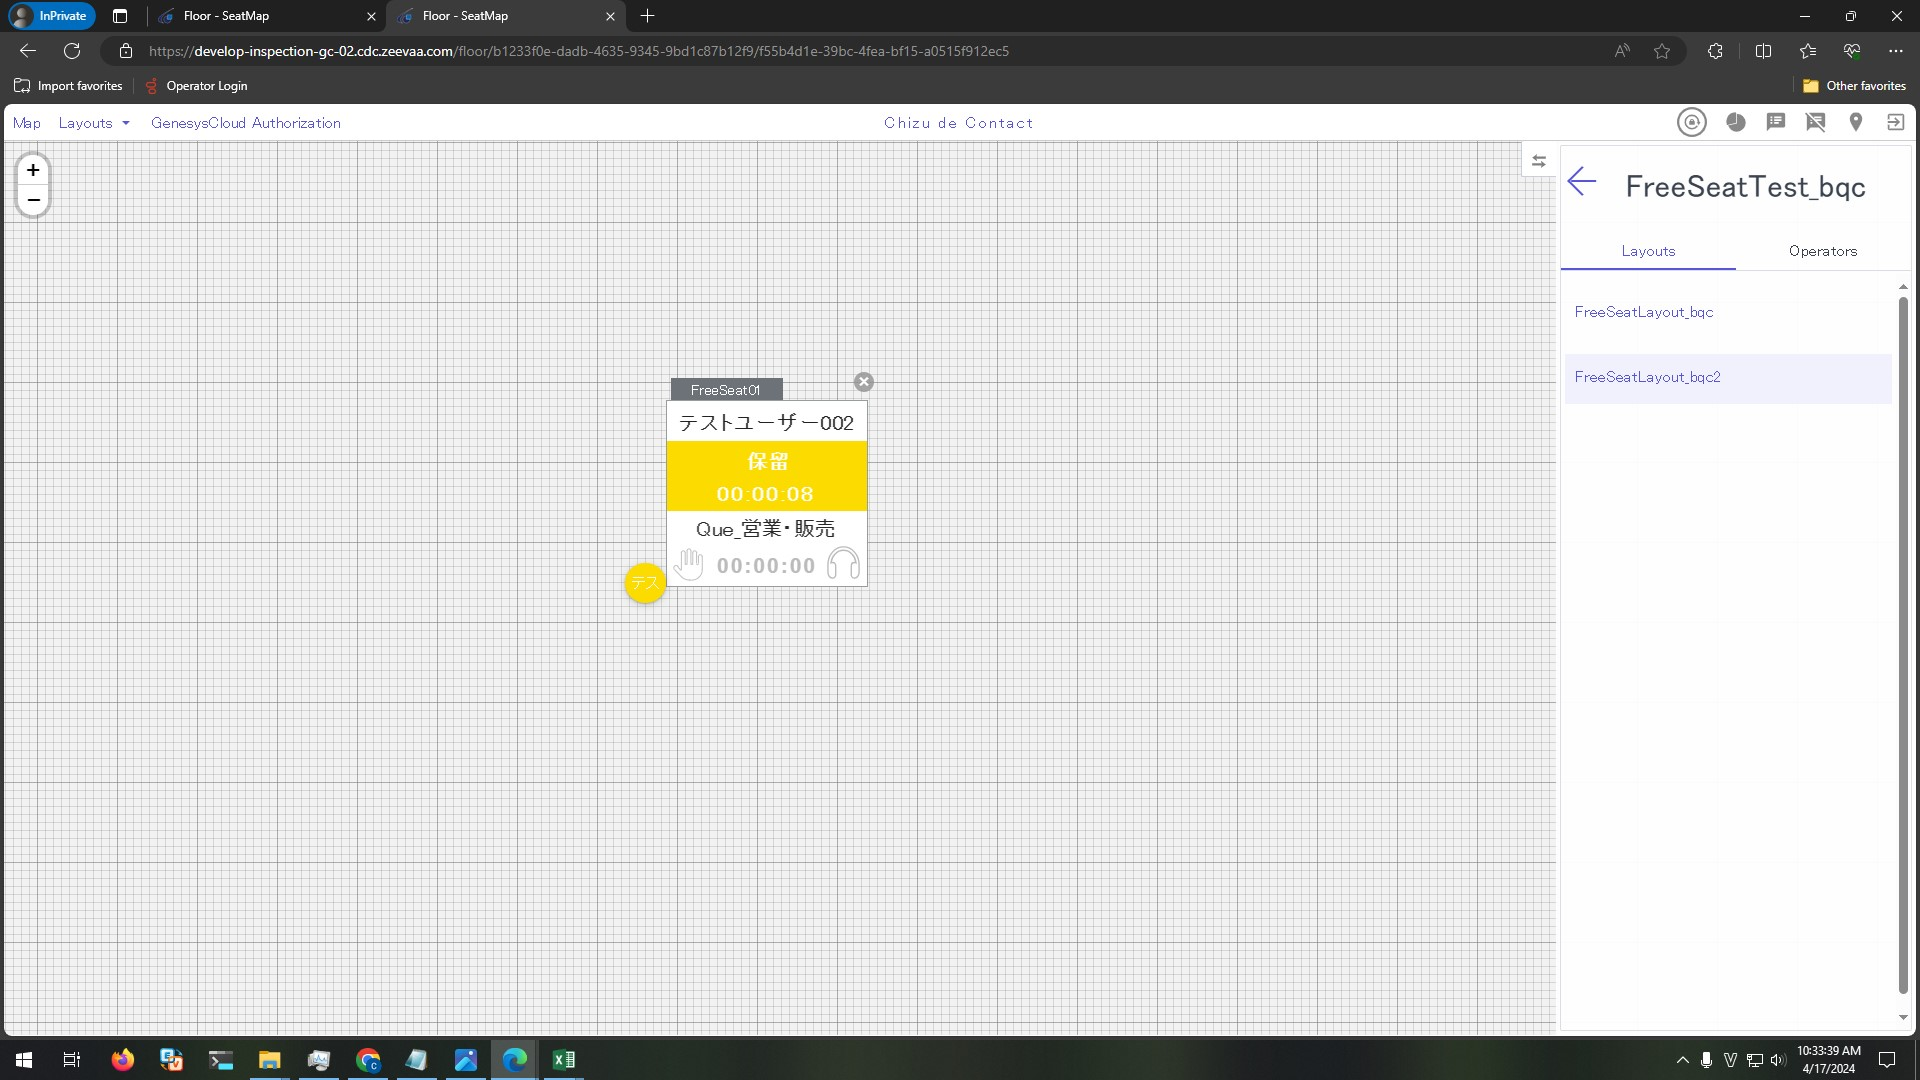 InPrivate
Floor - SeatMap
Floor - SeatMap
https://develop-inspection-gc-02.cdc.zeevaa.com/floor/b1233f0e-dadb-4635-9345-9bd1c87b12f9/f55b4d1e-39bc-4fea-bf15-a0515f912ec5
Import favorites
Operator Login
Other favorites
Map
Layouts
GenesysCloud Authorization
Chizu de Contact
+
−
FreeSeatTest_bqc
Layouts
Operators
FreeSeatLayout_bqc
FreeSeatLayout_bqc2
FreeSeat01
テストユーザー002
保留
00:00:08
Que_営業・販売
00:00:00
テス
10:33:39 AM
4/17/2024